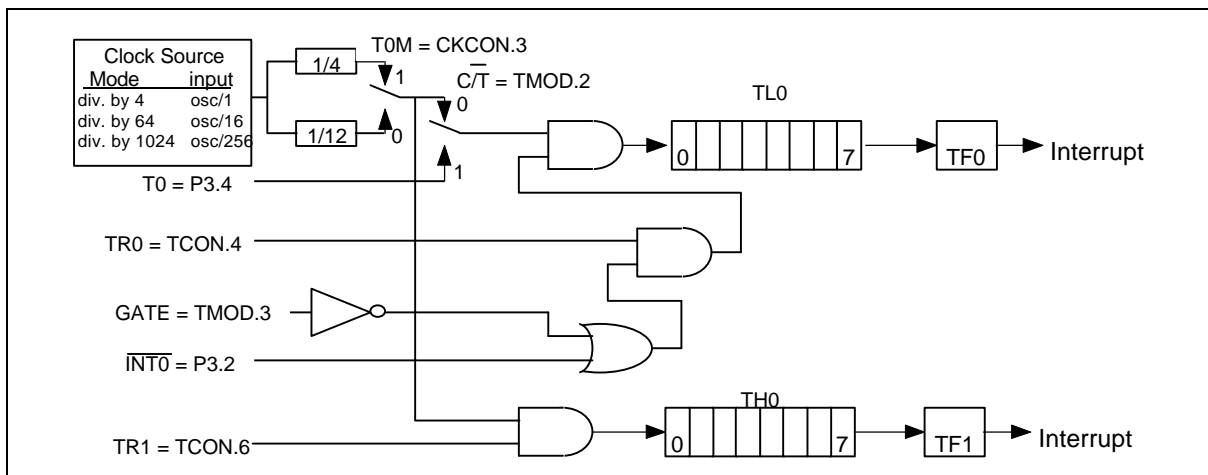 Clock Source
Mode input
div. by 4 osc/1
div. by 64 osc/16
div. by 1024 osc/256
1/4
1/12
T0M = CKCON.3
1
0
C/T̅ = TMOD.2
0
1
T0 = P3.4
TL0
0 7
TF0
Interrupt
TR0 = TCON.4
GATE = TMOD.3
I̅N̅T̅0̅ = P3.2
TR1 = TCON.6
TH0
0 7
TF1
Interrupt